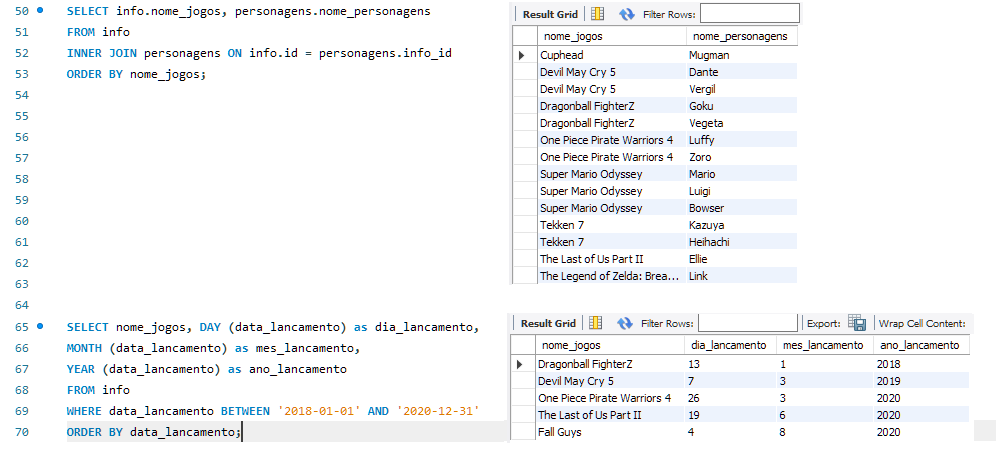 50 SELECT info.nome_jogos, personagens.nome_personagens
51 FROM info
52 INNER JOIN personagens ON info.id = personagens.info_id
53 ORDER BY nome_jogos;
54
55
56
57
58
59
60
61
62
63
64
65 SELECT nome_jogos, DAY (data_lancamento) as dia_lancamento,
66 MONTH (data_lancamento) as mes_lancamento,
67 YEAR (data_lancamento) as ano_lancamento
68 FROM info
69 WHERE data_lancamento BETWEEN '2018-01-01' AND '2020-12-31'
70 ORDER BY data_lancamento;
Result Grid Filter Rows:
nome_jogos nome_personagens
Cuphead Mugman
Devil May Cry 5 Dante
Devil May Cry 5 Vergil
Dragonball FighterZ Goku
Dragonball FighterZ Vegeta
One Piece Pirate Warriors 4 Luffy
One Piece Pirate Warriors 4 Zoro
Super Mario Odyssey Mario
Super Mario Odyssey Luigi
Super Mario Odyssey Bowser
Tekken 7 Kazuya
Tekken 7 Heihachi
The Last of Us Part II Ellie
The Legend of Zelda: Brea... Link
Result Grid Filter Rows: Export: Wrap Cell Content:
nome_jogos dia_lancamento mes_lancamento ano_lancamento
Dragonball FighterZ 13 1 2018
Devil May Cry 5 7 3 2019
One Piece Pirate Warriors 4 26 3 2020
The Last of Us Part II 19 6 2020
Fall Guys 4 8 2020